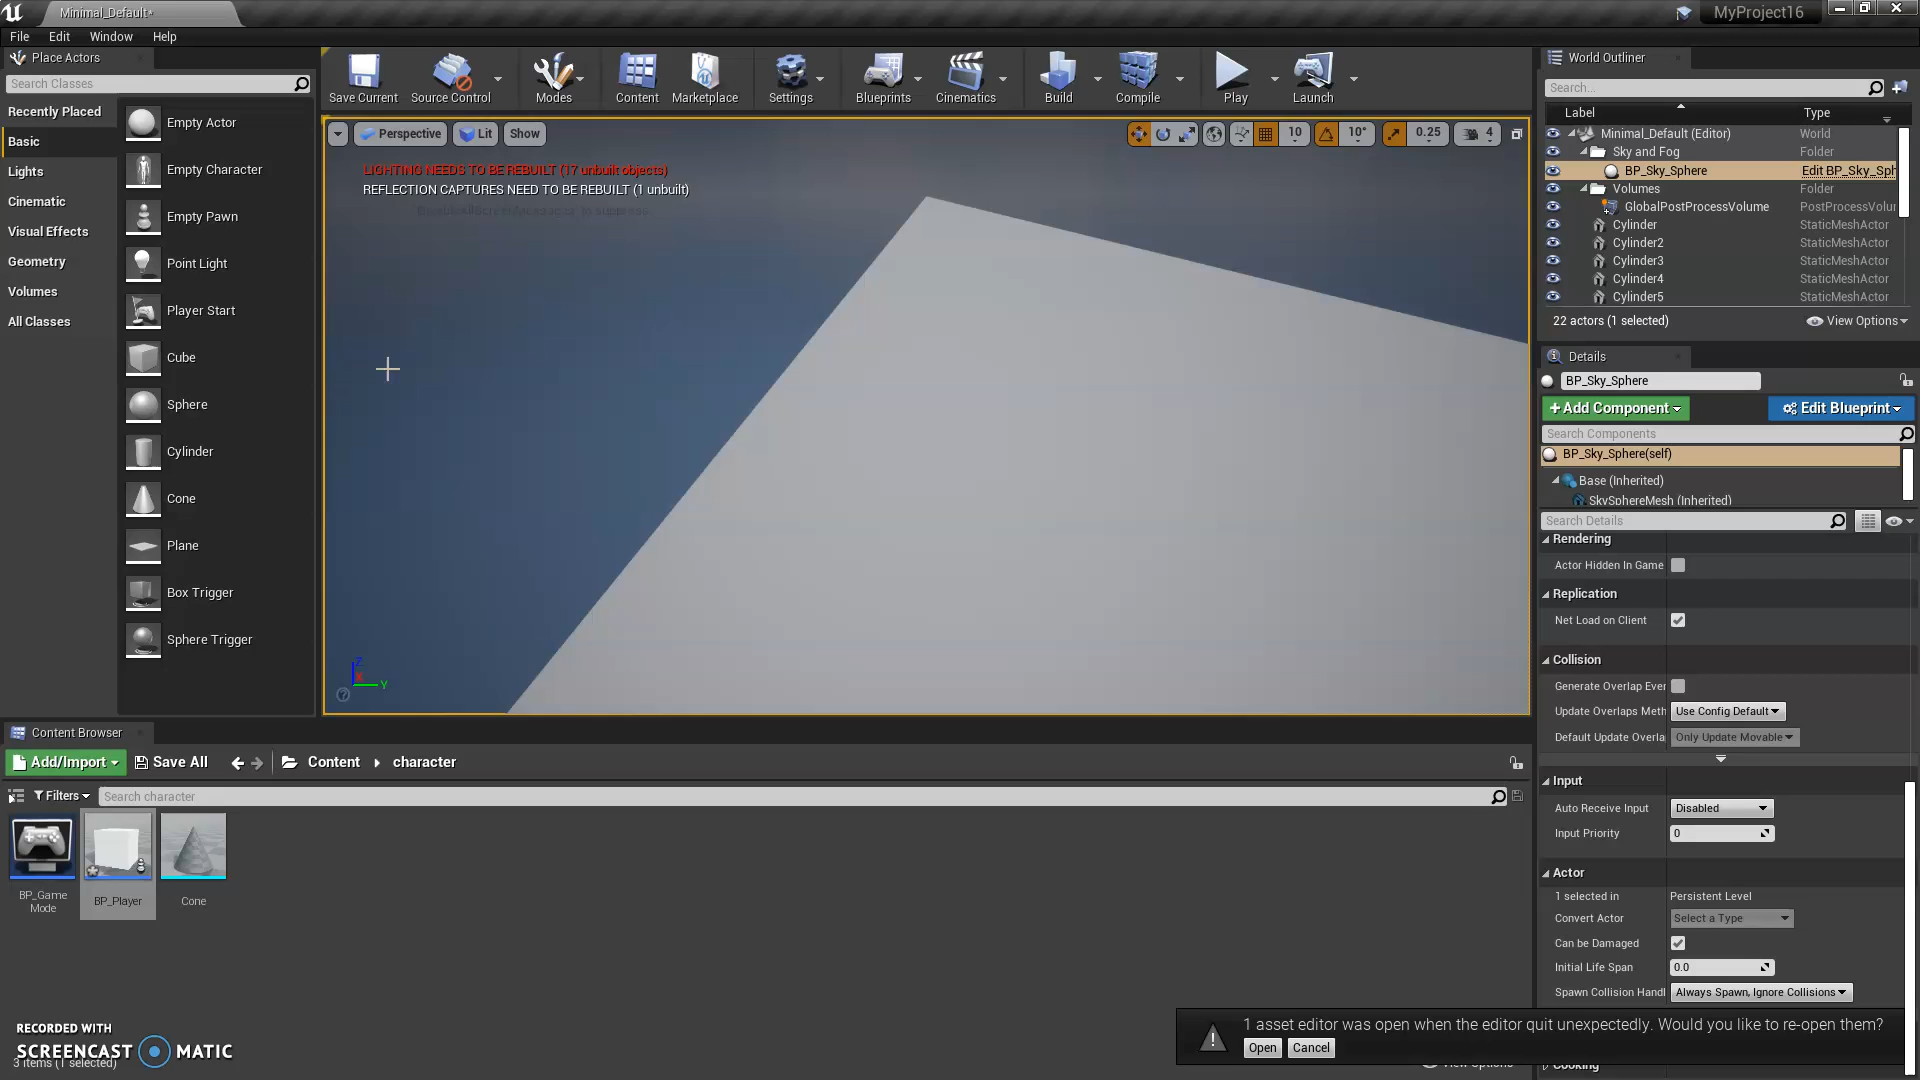 Minimal_Default*
MyProject16
File Edit Window Help
Place Actors
Search Classes
Recently Placed
Basic
Lights
Cinematic
Visual Effects
Geometry
Volumes
All Classes
Empty Actor
Empty Character
Empty Pawn
Point Light
Player Start
Cube
Sphere
Cylinder
Cone
Plane
Box Trigger
Sphere Trigger
Save Current Source Control Modes Content Marketplace Settings Blueprints Cinematics Build Compile Play Launch
Perspective Lit Show
10 10° 0.25 4
LIGHTING NEEDS TO BE REBUILT (17 unbuilt objects)
REFLECTION CAPTURES NEED TO BE REBUILT (1 unbuilt)
'DisableAllScreenMessages' to suppress
Z
X
Y
World Outliner
Search...
Label Type
Minimal_Default (Editor) World
Sky and Fog Folder
BP_Sky_Sphere Edit BP_Sky_Sph
Volumes Folder
GlobalPostProcessVolume PostProcessVolu
Cylinder StaticMeshActor
Cylinder2 StaticMeshActor
Cylinder3 StaticMeshActor
Cylinder4 StaticMeshActor
Cylinder5 StaticMeshActor
22 actors (1 selected) View Options
Details
BP_Sky_Sphere
+Add Component Edit Blueprint
Search Components
BP_Sky_Sphere(self)
Base (Inherited)
SkySphereMesh (Inherited)
Search Details
Rendering
Actor Hidden In Game
Replication
Net Load on Client
Collision
Generate Overlap Ever
Update Overlaps Meth Use Config Default
Default Update Overla Only Update Movable
Input
Auto Receive Input Disabled
Input Priority 0
Actor
1 selected in Persistent Level
Convert Actor Select a Type
Can be Damaged
Initial Life Span 0.0
Spawn Collision Handl Always Spawn, Ignore Collisions
Cooking
Content Browser
Add/Import Save All Content character
Filters Search character
BP_Game
Mode
BP_Player
Cone
RECORDED WITH
SCREENCAST MATIC
3 items (1 selected)
View Options
1 asset editor was open when the editor quit unexpectedly. Would you like to re-open them?
Open Cancel